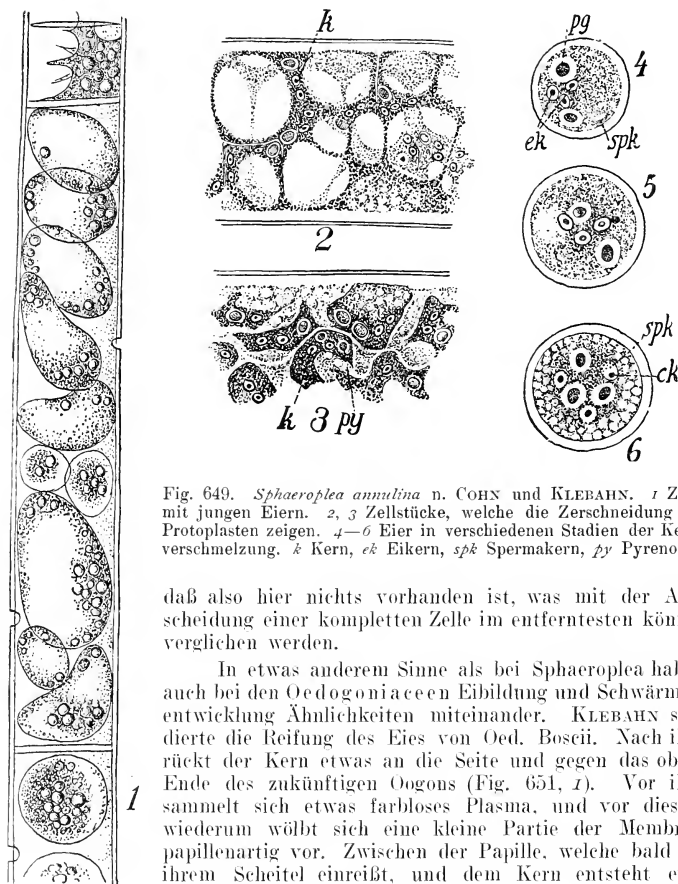 k
pg
4
ek
spk
5
2
spk
ck
k 3 py
6
1
Fig. 649. Sphaeroplea annulina n. COHN und KLEBAHN. 1 Z
mit jungen Eiern. 2, 3 Zellstücke, welche die Zerschneidung
Protoplasten zeigen. 4—6 Eier in verschiedenen Stadien der Ke
verschmelzung. k Kern, ek Eikern, spk Spermakern, py Pyreno
daß also hier nichts vorhanden ist, was mit der A
scheidung einer kompletten Zelle im entferntesten kön
verglichen werden.
In etwas anderem Sinne als bei Sphaeroplea hal
auch bei den Oedogoniaceen Eibildung und Schwärm
entwicklung Ähnlichkeiten miteinander. KLEBAHN s
dierte die Reifung des Eies von Oed. Boscii. Nach i
rückt der Kern etwas an die Seite und gegen das ob
Ende des zukünftigen Oogons (Fig. 651, 1). Vor i
sammelt sich etwas farbloses Plasma, und vor dies
wiederum wölbt sich eine kleine Partie der Membr
papillenartig vor. Zwischen der Papille, welche bald
ihrem Scheitel einreißt, und dem Kern entsteht e